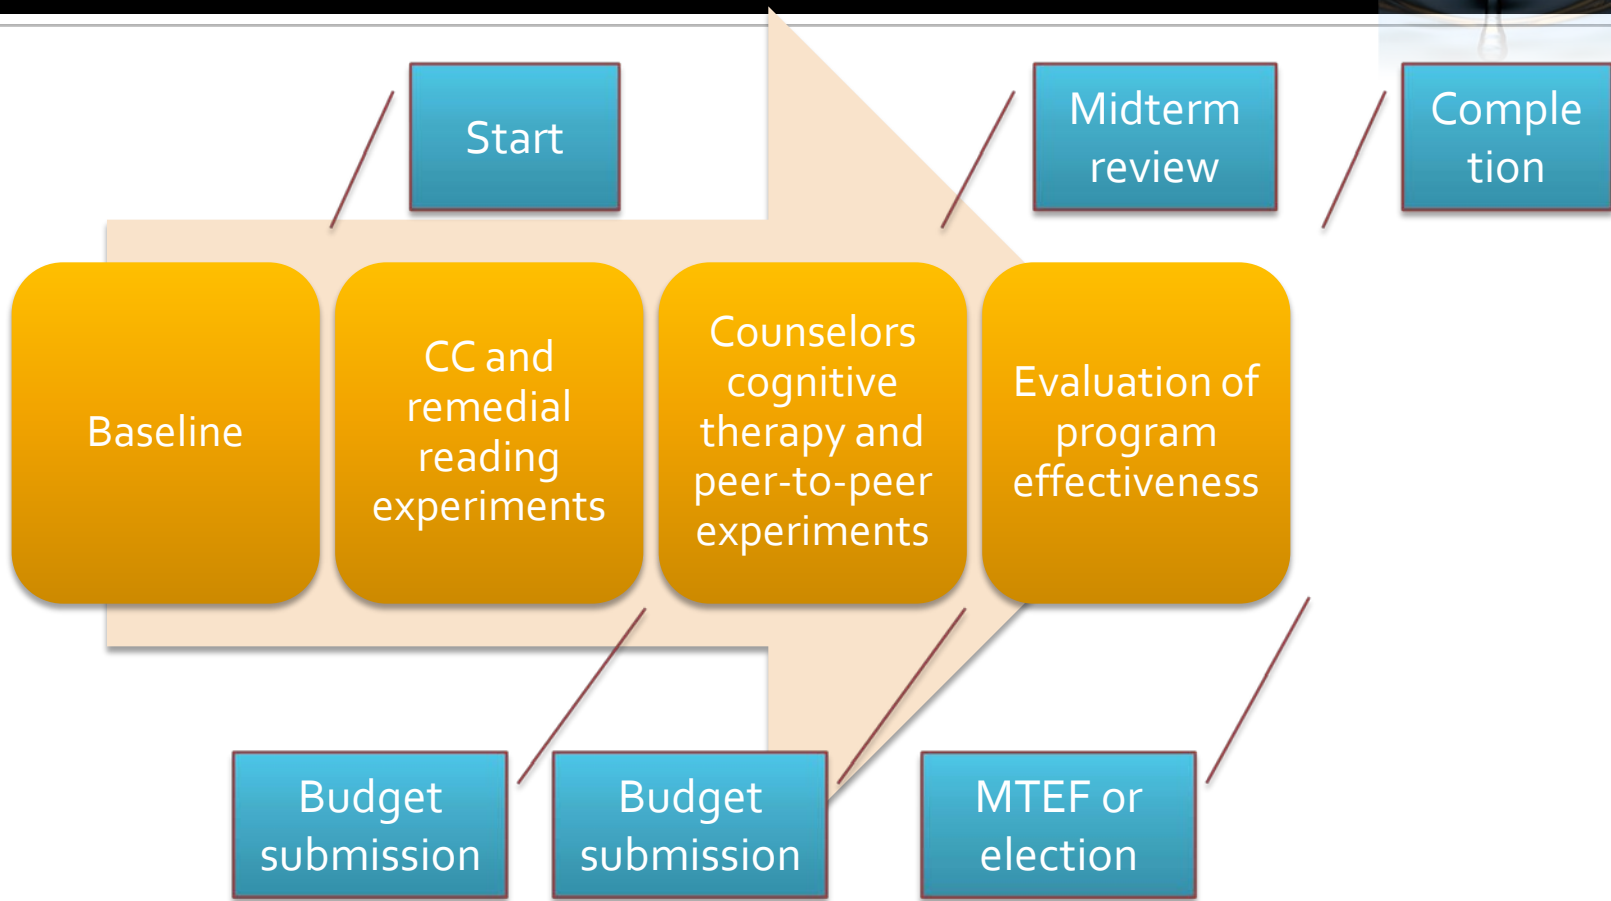 Start
Midterm
review
Comple
tion
Baseline
CC and
remedial
reading
experiments
Counselors
cognitive
therapy and
peer-to-peer
experiments
Evaluation of
program
effectiveness
Budget
submission
Budget
submission
MTEF or
election